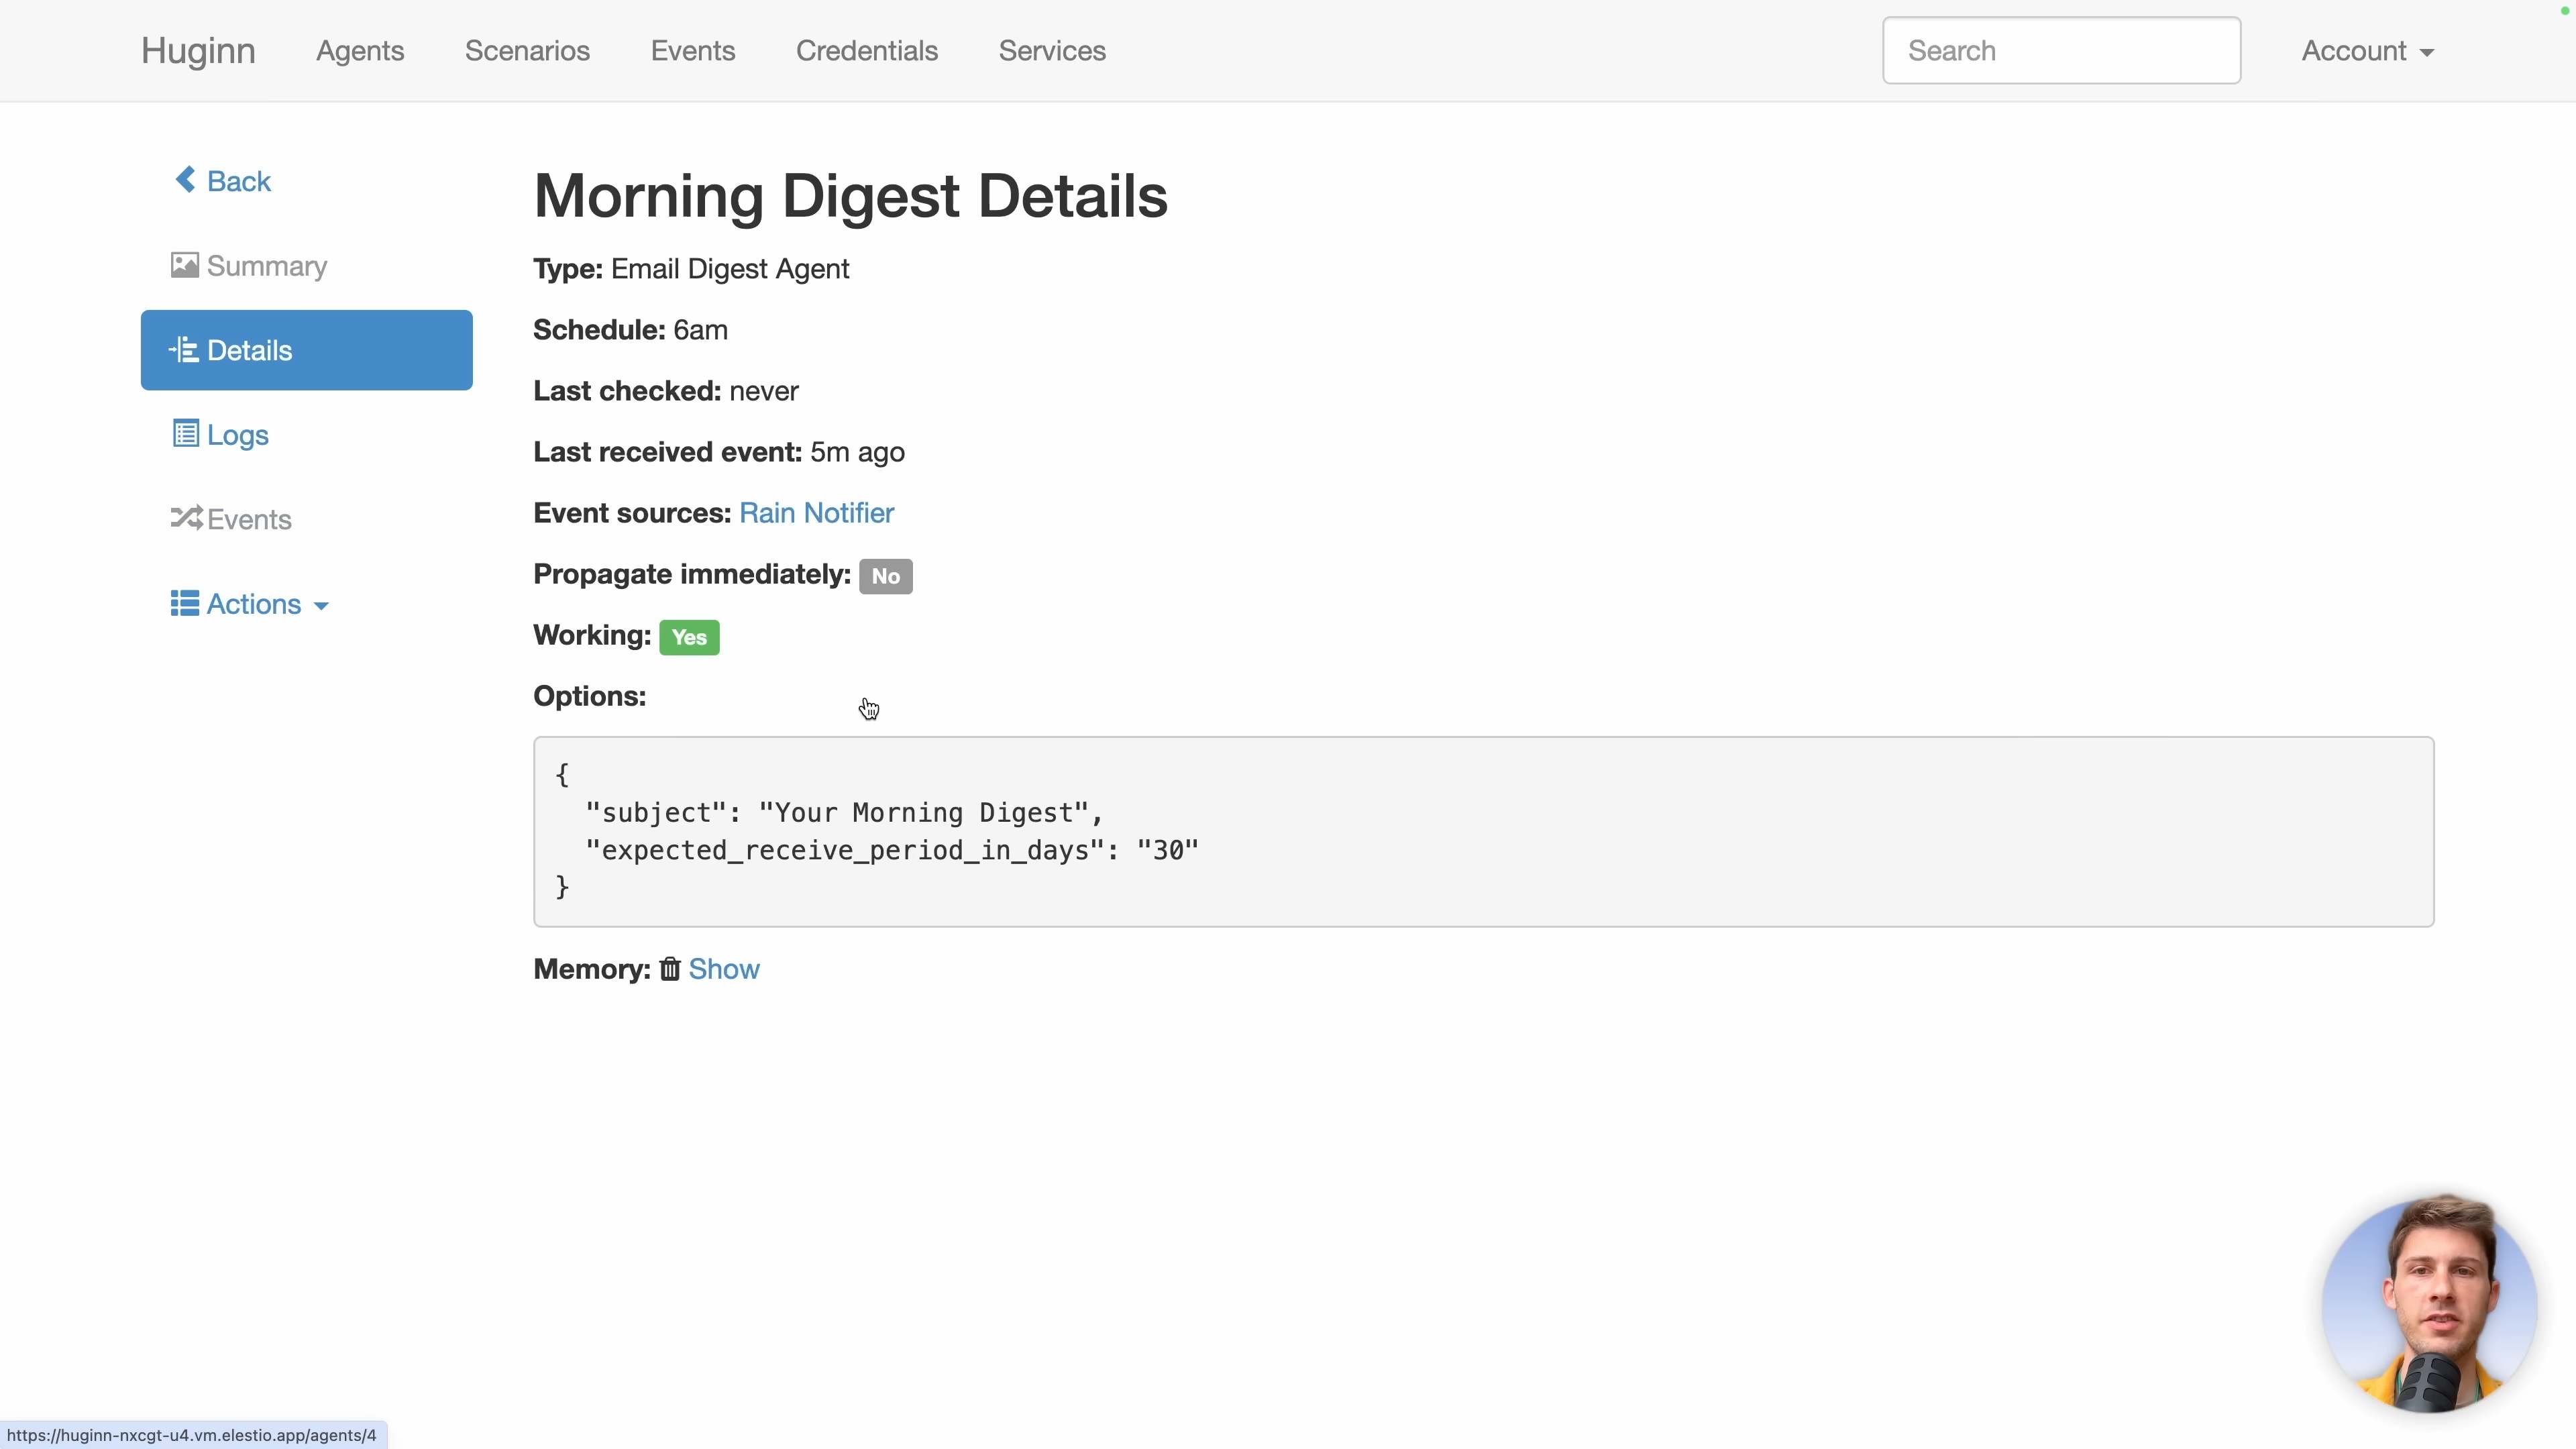 Huginn Agents Scenarios Events Credentials Services Search Account
Back
Summary
Details
Logs
Events
Actions
Morning Digest Details
Type: Email Digest Agent
Schedule: 6am
Last checked: never
Last received event: 5m ago
Event sources: Rain Notifier
Propagate immediately: No
Working: Yes
Options:
{
"subject": "Your Morning Digest",
"expected_receive_period_in_days": "30"
}
Memory: Show
https://huginn-nxcgt-u4.vm.elestio.app/agents/4